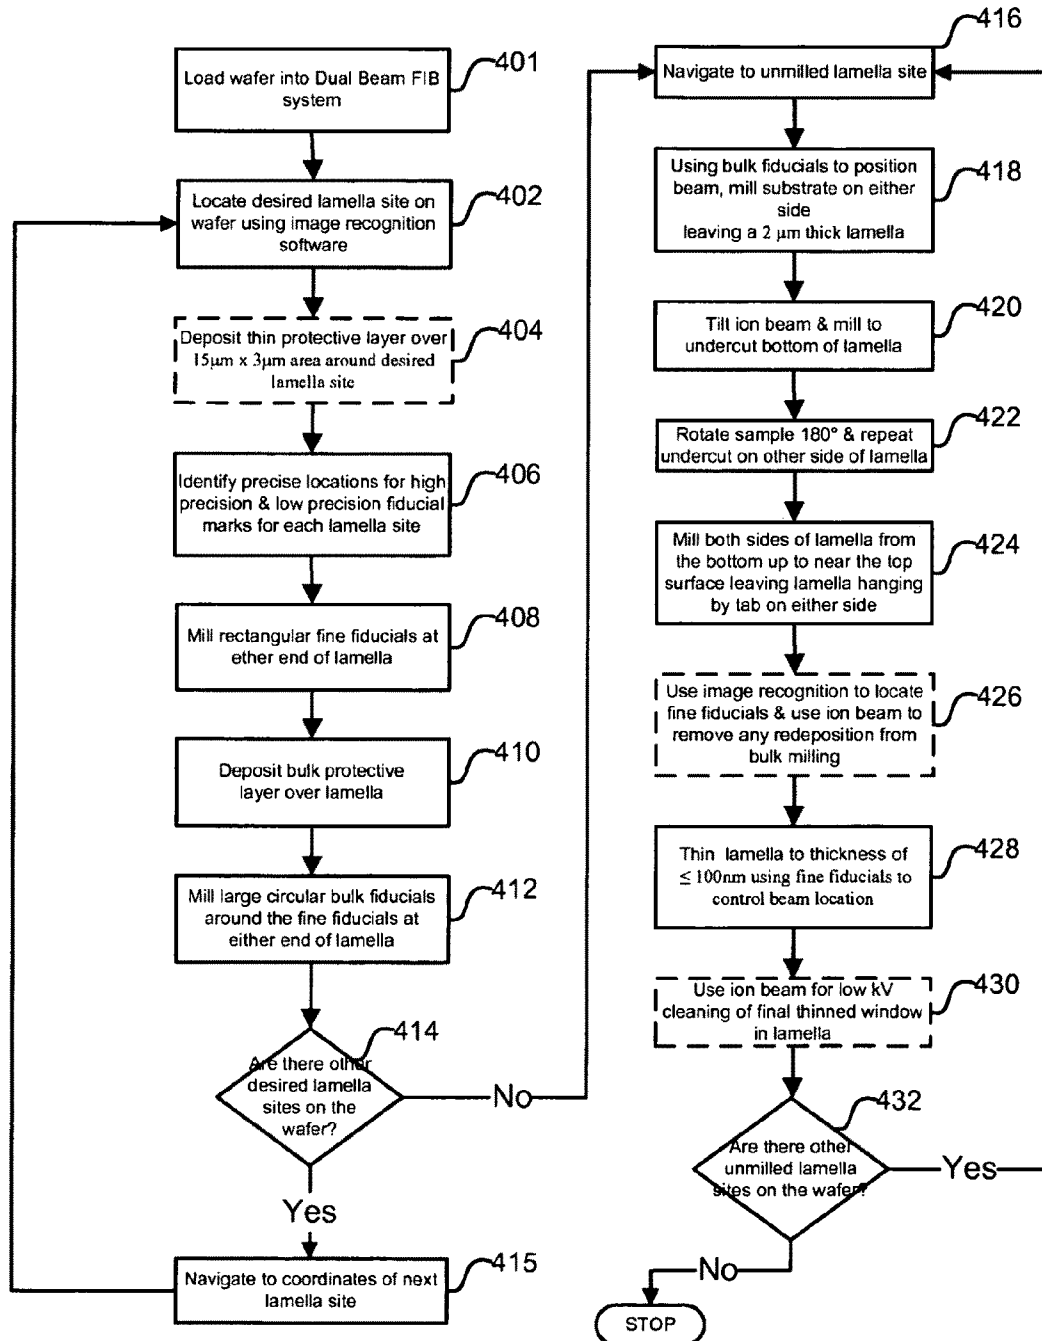 401
Load wafer into Dual Beam FIB
system
402
Locate desired lamella site on
wafer using image recognition
software
404
Deposit thin protective layer over
15µm x 3µm area around desired
lamella site
406
Identify precise locations for high
precision & low precision fiducial
marks for each lamella site
408
Mill rectangular fine fiducials at
ether end of lamella
410
Deposit bulk protective
layer over lamella
412
Mill large circular bulk fiducials
around the fine fiducials at
either end of lamella
414
Are there other
desired lamella
sites on the
wafer?
No
Yes
415
Navigate to coordinates of next
lamella site
416
Navigate to unmilled lamella site
418
Using bulk fiducials to position
beam, mill substrate on either
side
leaving a 2 µm thick lamella
420
Tilt ion beam & mill to
undercut bottom of lamella
422
Rotate sample 180° & repeat
undercut on other side of lamella
424
Mill both sides of lamella from
the bottom up to near the top
surface leaving lamella hanging
by tab on either side
426
Use image recognition to locate
fine fiducials & use ion beam to
remove any redeposition from
bulk milling
428
Thin lamella to thickness of
≤ 100nm using fine fiducials to
control beam location
430
Use ion beam for low kV
cleaning of final thinned window
in lamella
432
Are there other
unmilled lamella
sites on the wafer?
Yes
No
STOP